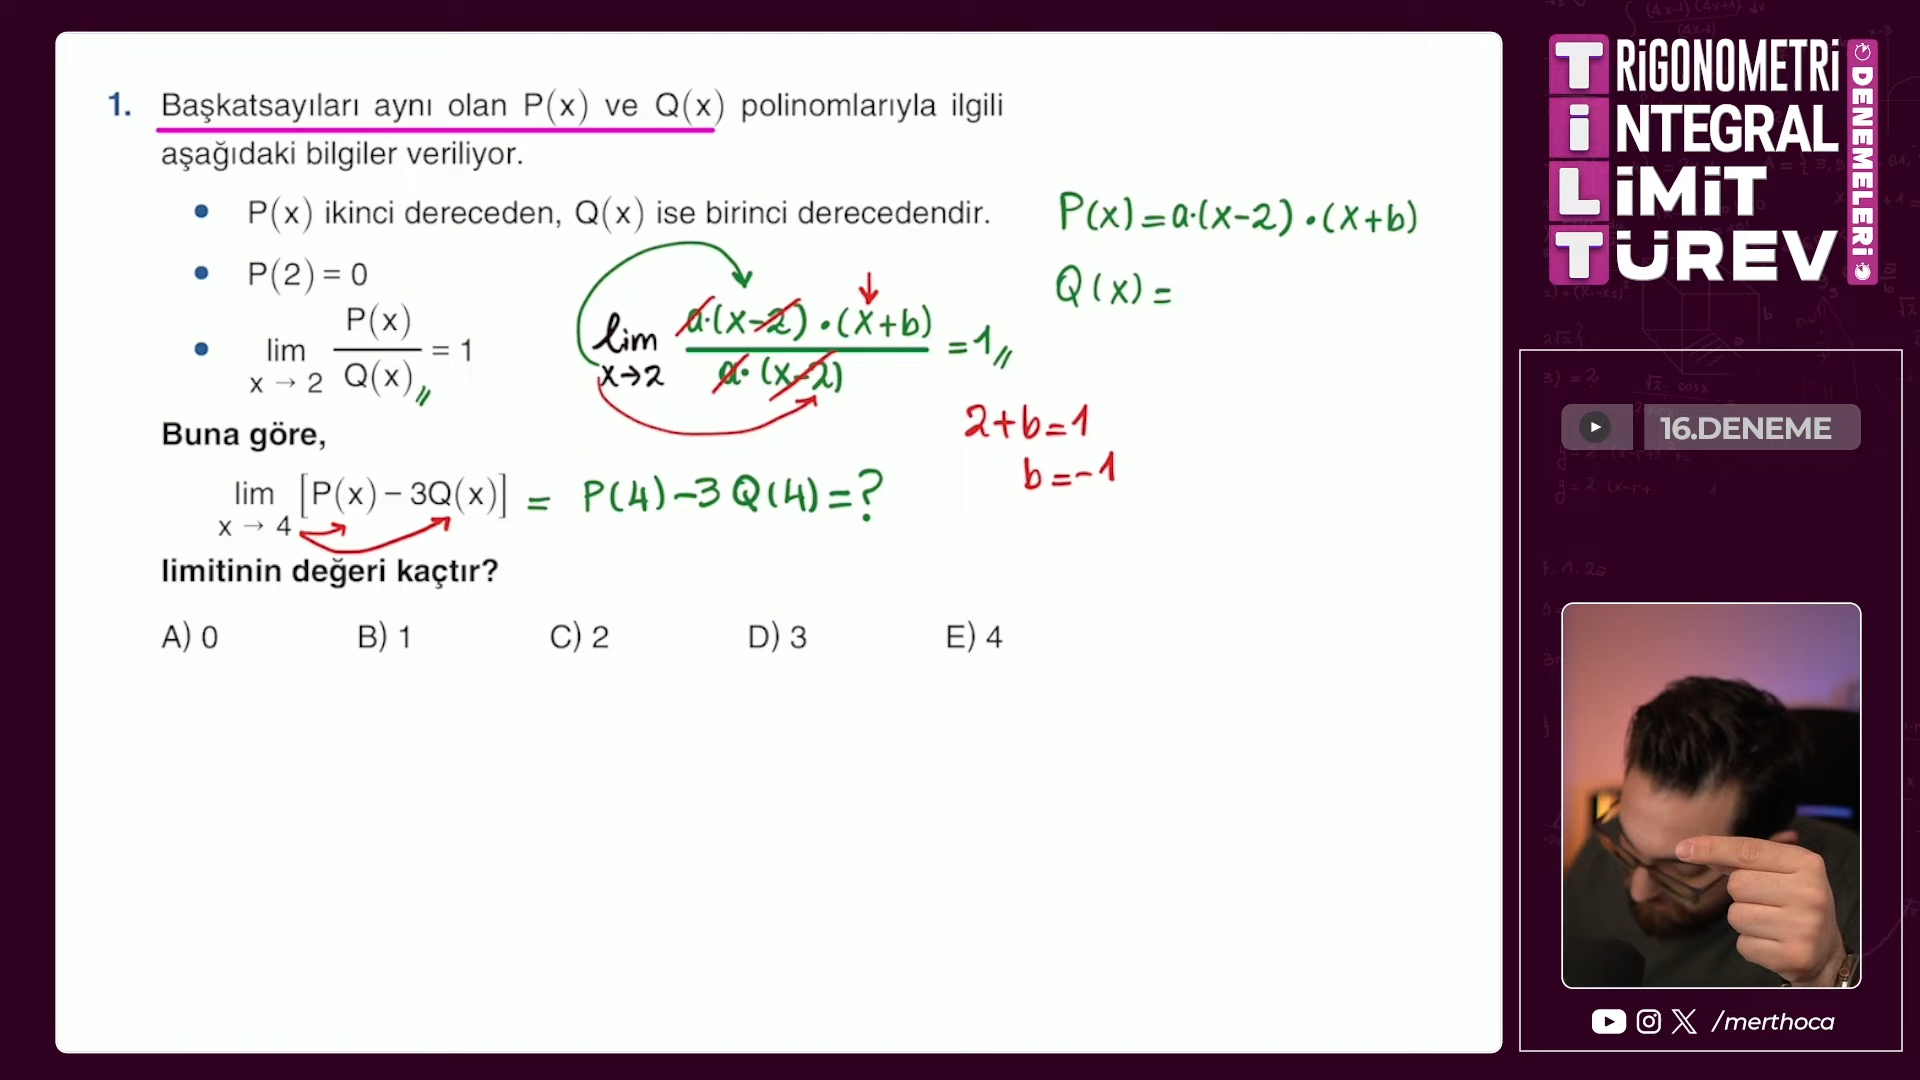 1. Başkatsayıları aynı olan P(x) ve Q(x) polinomlarıyla ilgili
aşağıdaki bilgiler veriliyor.
• P(x) ikinci dereceden, Q(x) ise birinci derecedendir.
• P(2) = 0
• lim x → 2 P(x) / Q(x) = 1
Buna göre,
lim x → 4 [P(x) – 3Q(x)] = P(4)-3Q(4)=?
limitinin değeri kaçtır?
A) 0 B) 1 C) 2 D) 3 E) 4
P(x)=a·(x-2)·(x+b)
Q(x)=
lim x→2 a·(x-2)·(x+b) / a·(x-2) =1
2+b=1
b=-1
TRİGONOMETRİ
İNTEGRAL
LİMİT
TÜREV
DENEMELERİ
16.DENEME
/merthoca